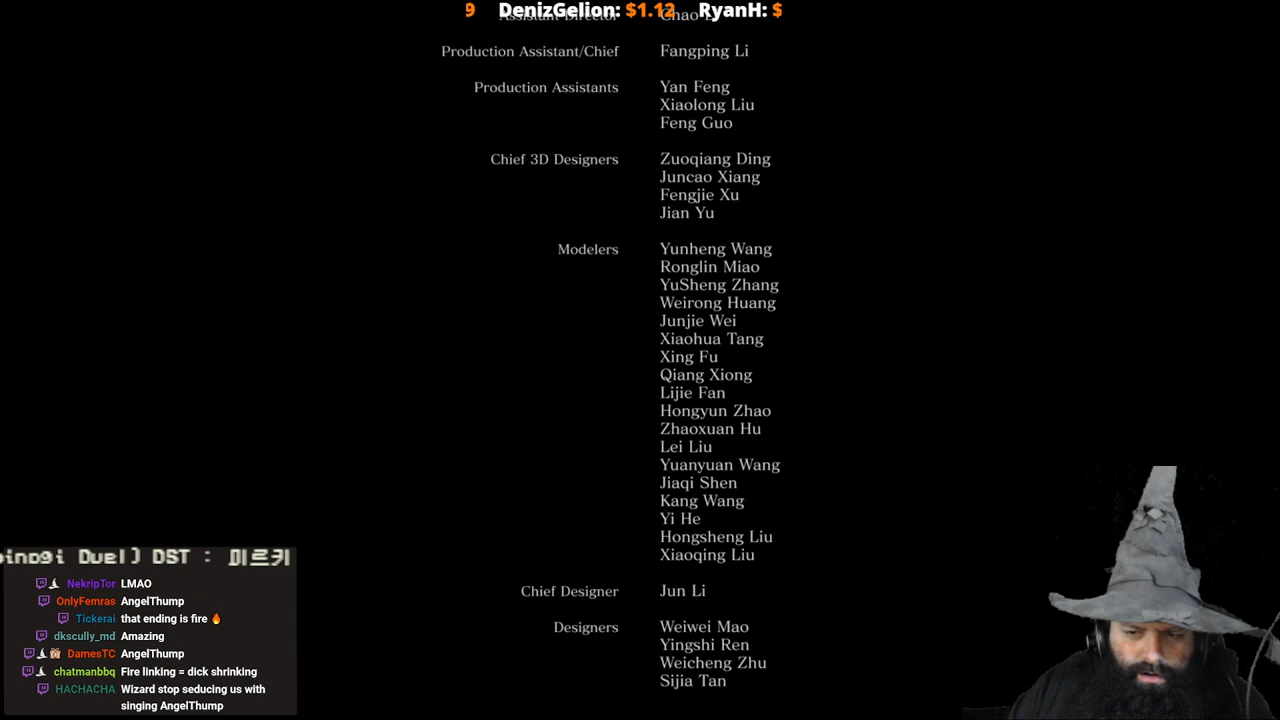 9 DenizGelion: $1.12 RyanH: $
Assistant Director Chao
Production Assistant/Chief Fangping Li
Production Assistants Yan Feng
Xiaolong Liu
Feng Guo
Chief 3D Designers Zuoqiang Ding
Juncao Xiang
Fengjie Xu
Jian Yu
Modelers Yunheng Wang
Ronglin Miao
YuSheng Zhang
Weirong Huang
Junjie Wei
Xiaohua Tang
Xing Fu
Qiang Xiong
Lijie Fan
Hongyun Zhao
Zhaoxuan Hu
Lei Liu
Yuanyuan Wang
Jiaqi Shen
Kang Wang
Yi He
Hongsheng Liu
Xiaoqing Liu
Chief Designer Jun Li
Designers Weiwei Mao
Yingshi Ren
Weicheng Zhu
Sijia Tan
Duel) DST : 미르키
NekripTor LMAO
OnlyFemras AngelThump
Tickerai that ending is fire 🔥
dkscully_md Amazing
DamesTC AngelThump
chatmanbbq Fire linking = dick shrinking
HACHACHA Wizard stop seducing us with
singing AngelThump